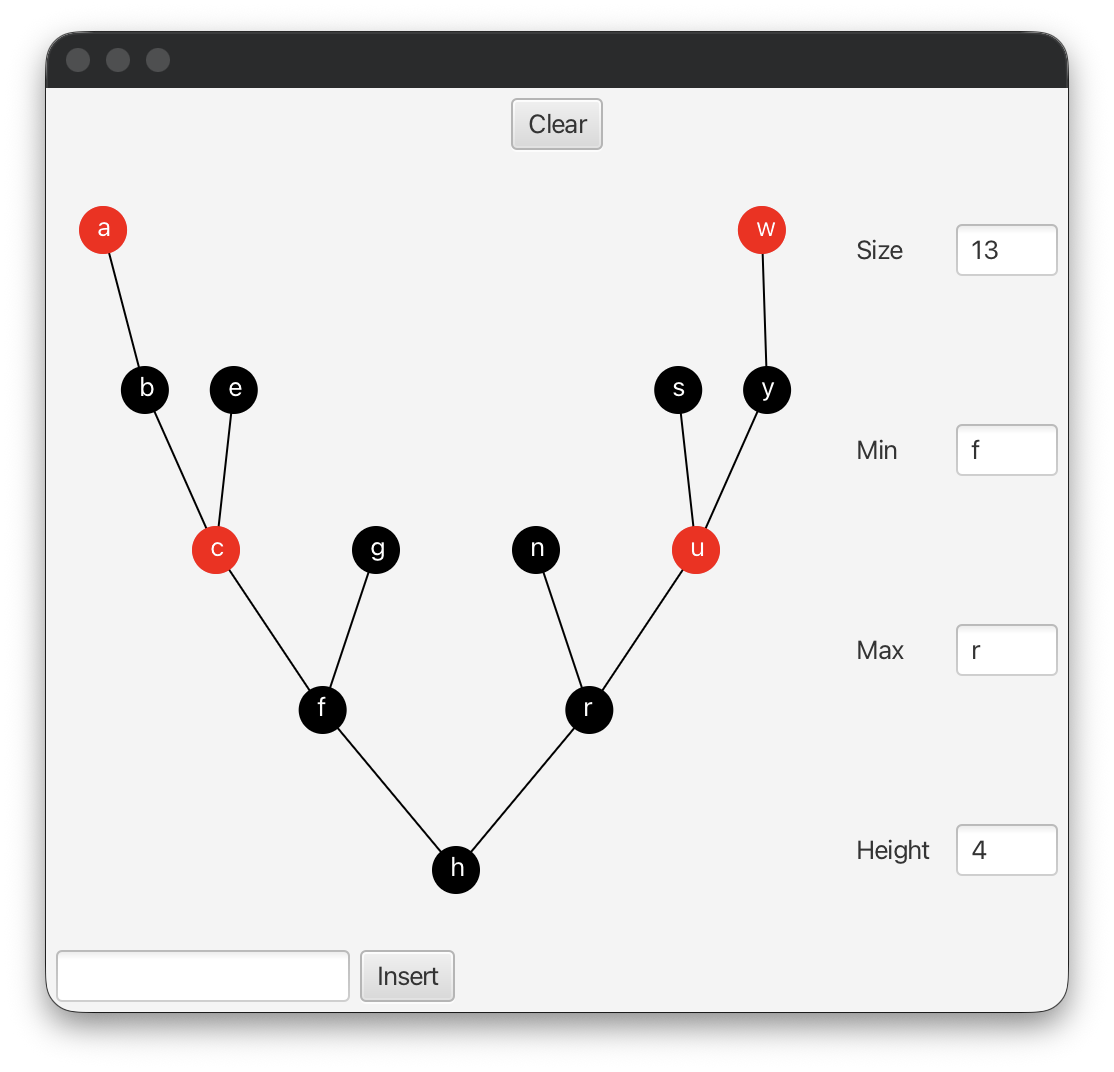 Clear
a
w
Size 13
b e s y
Min f
c g n u
Max r
f r
Height 4
h
Insert